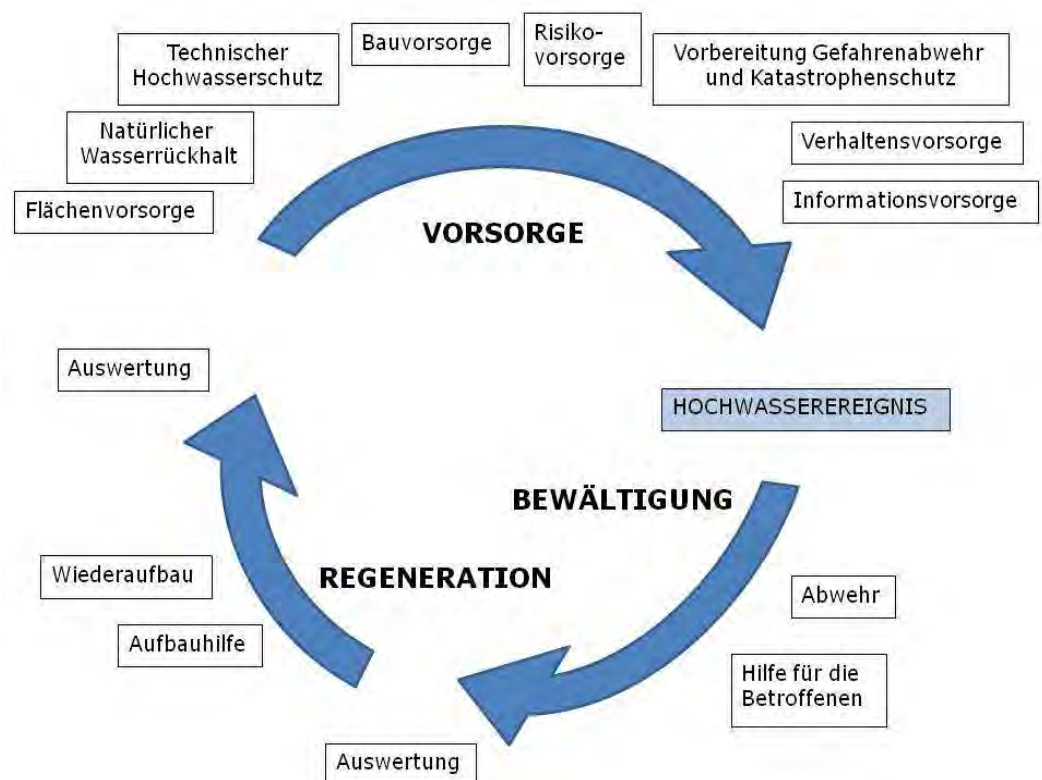 Technischer
Hochwasserschutz
Bauvorsorge
Risiko-
vorsorge
Vorbereitung Gefahrenabwehr
und Katastrophenschutz
Natürlicher
Wasserrückhalt
Verhaltensvorsorge
Flächenvorsorge
Informationsvorsorge
VORSORGE
Auswertung
HOCHWASSEREREIGNIS
BEWÄLTIGUNG
REGENERATION
Wiederaufbau
Abwehr
Aufbauhilfe
Hilfe für die
Betroffenen
Auswertung